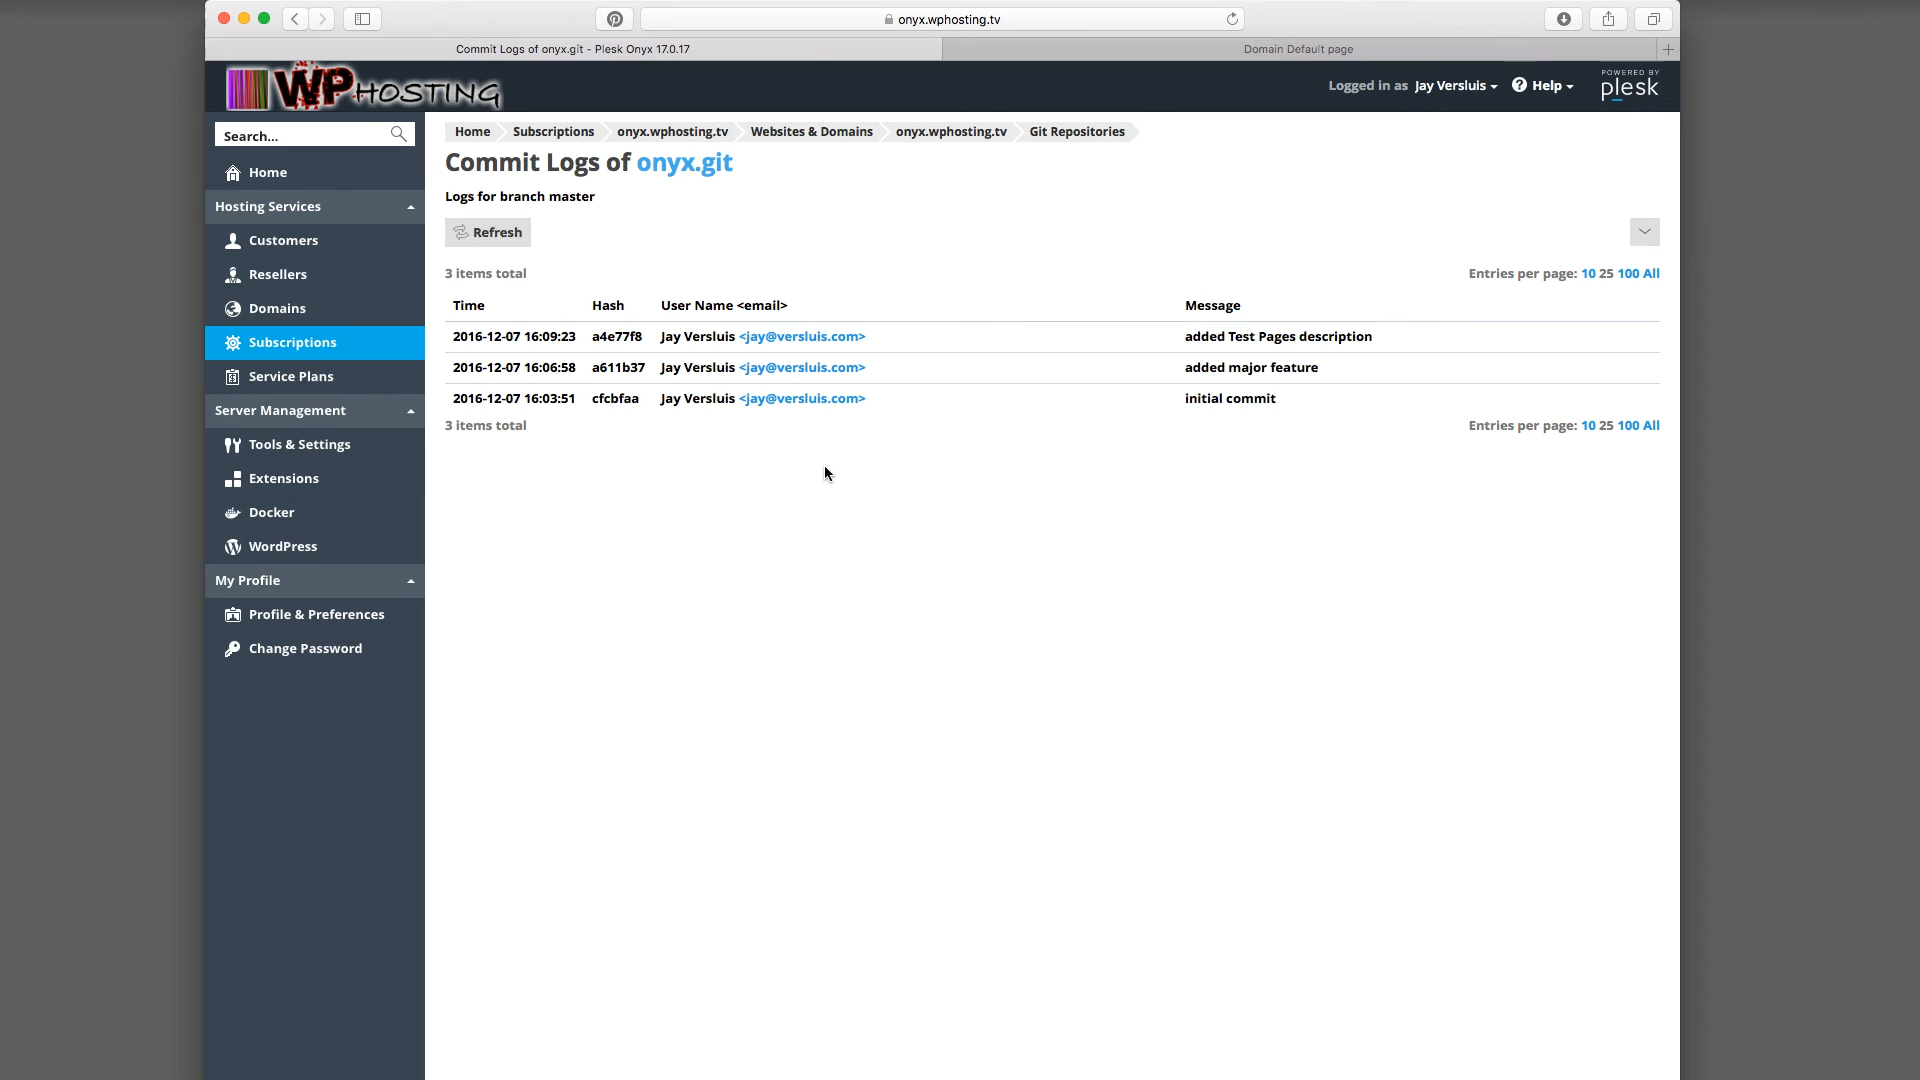 onyx.wphosting.tv
Commit Logs of onyx.git - Plesk Onyx 17.0.17
Domain Default page
WPHOSTING
Logged in as Jay Versluis
Help
POWERED BY
plesk
Search...
Home
Hosting Services
Customers
Resellers
Domains
Subscriptions
Service Plans
Server Management
Tools & Settings
Extensions
Docker
WordPress
My Profile
Profile & Preferences
Change Password
Home Subscriptions onyx.wphosting.tv Websites & Domains onyx.wphosting.tv Git Repositories
Commit Logs of onyx.git
Logs for branch master
Refresh
3 items total Entries per page: 10 25 100 All
Time Hash User Name <email> Message
2016-12-07 16:09:23 a4e77f8 Jay Versluis <jay@versluis.com> added Test Pages description
2016-12-07 16:06:58 a611b37 Jay Versluis <jay@versluis.com> added major feature
2016-12-07 16:03:51 cfcbfaa Jay Versluis <jay@versluis.com> initial commit
3 items total Entries per page: 10 25 100 All